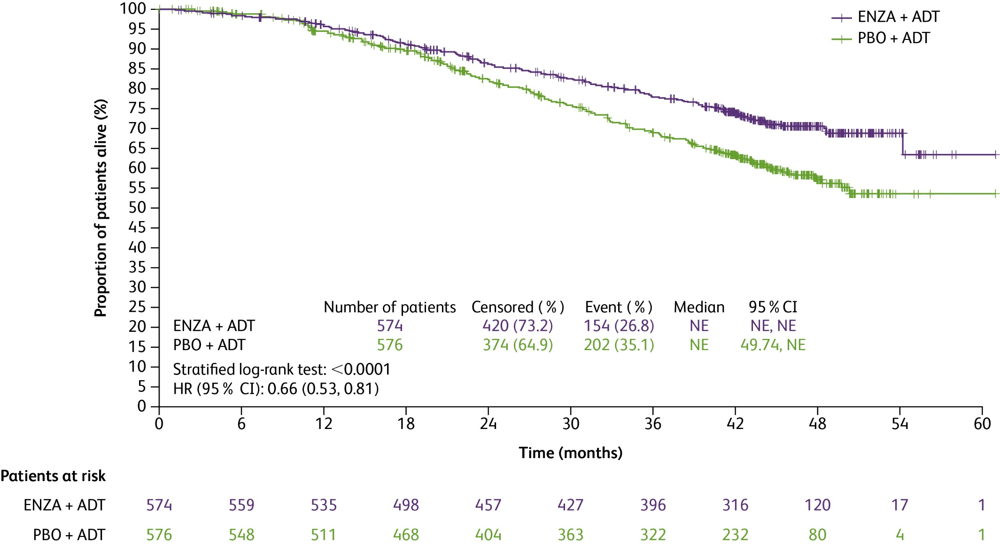 100
95
90
85
80
75
70
65
60
55
50
45
40
35
30
25
20
15
10
5
0
Proportion of patients alive (%)
ENZA + ADT
PBO + ADT
Number of patients Censored (%) Event (%) Median 95 % CI
ENZA + ADT 574 420 (73.2) 154 (26.8) NE NE, NE
PBO + ADT 576 374 (64.9) 202 (35.1) NE 49.74, NE
Stratified log-rank test: <0.0001
HR (95 % CI): 0.66 (0.53, 0.81)
0 6 12 18 24 30 36 42 48 54 60
Time (months)
Patients at risk
ENZA + ADT 574 559 535 498 457 427 396 316 120 17 1
PBO + ADT 576 548 511 468 404 363 322 232 80 4 1